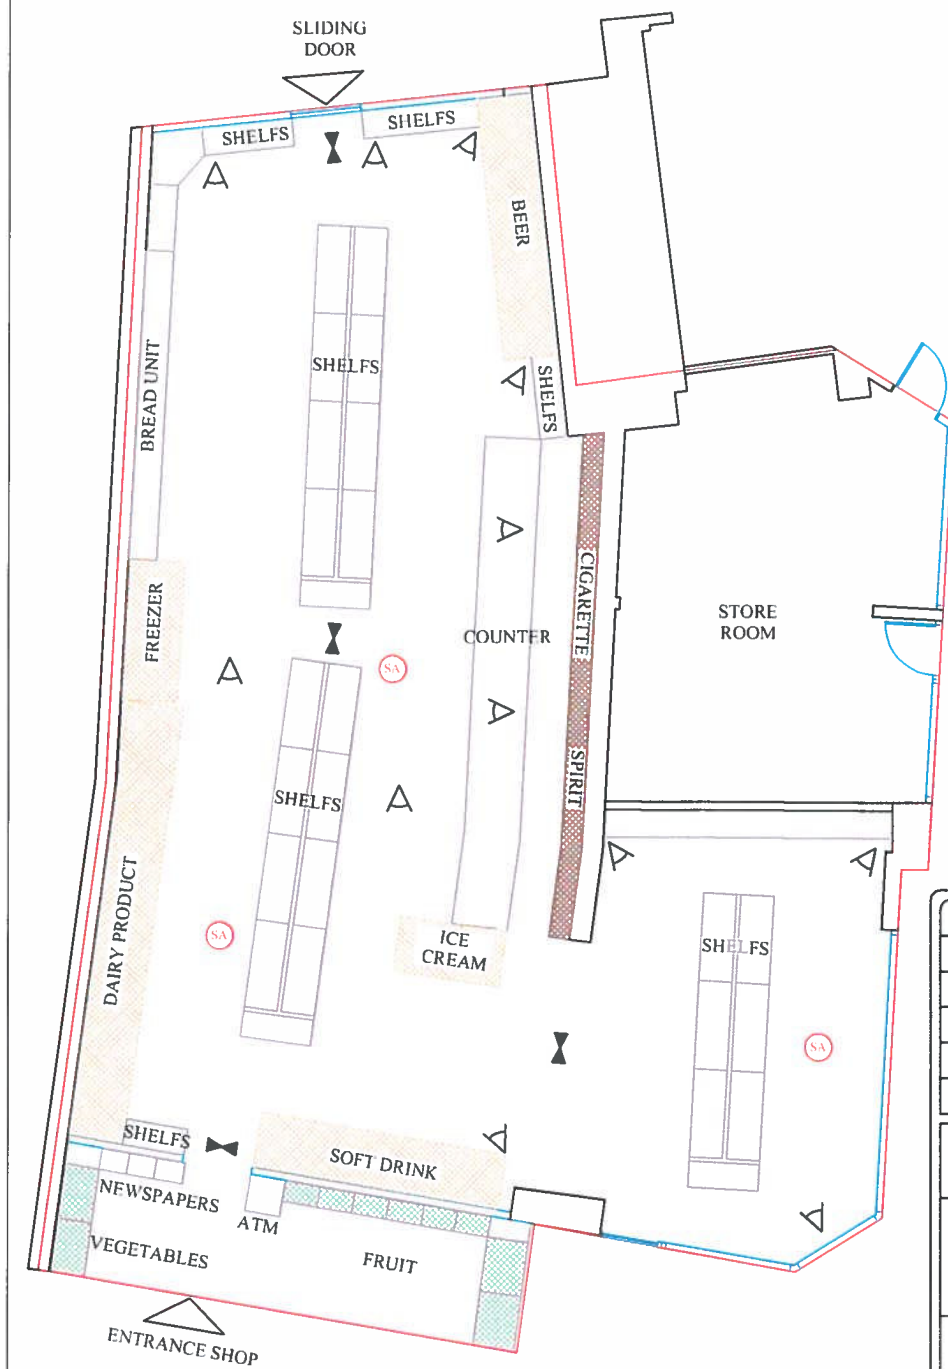 SLIDING
DOOR
SHELFS
SHELFS
BEER
SHELFS
BREAD UNIT
SHELFS
FREEZER
CIGARETTE
COUNTER
STORE
ROOM
SA
SPIRIT
SHELFS
DAIRY PRODUCT
SA
ICE
CREAM
SHELFS
SA
SHELFS
SOFT DRINK
NEWSPAPERS
ATM
VEGETABLES
FRUIT
ENTRANCE SHOP